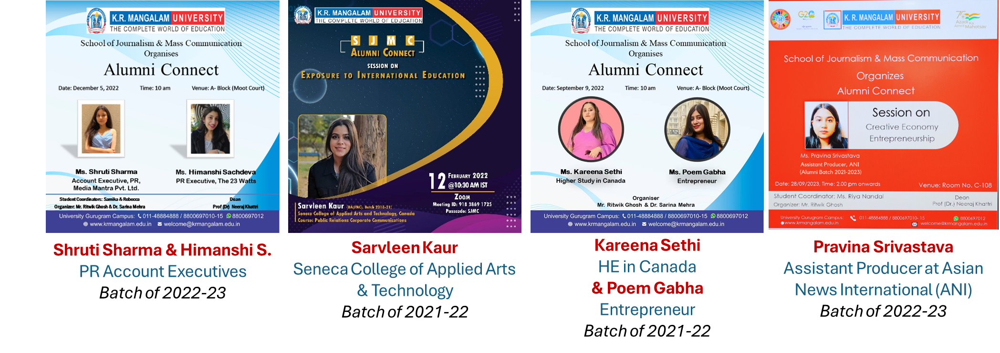 K.R. MANGALAM UNIVERSITY
THE COMPLETE WORLD OF EDUCATION
School of Journalism & Mass Communication
Organises
Alumni Connect
Date: December 5, 2022 Time: 10 am Venue: A- Block (Moot Court)
Ms. Shruti Sharma
Account Executive, PR,
Media Mantra Pvt. Ltd.
Ms. Himanshi Sachdeva
PR Executive, The 23 Watts
Student Coordinators: Samika & Rebecca
Organizer: Mr. Ritwik Ghosh & Dr. Sarina Mehra
Dean
Prof (Dr) Neeraj Khattri
University Gurugram Campus: 011-48884888 / 8800697010-15 8800697012
www.krmangalam.edu.in welcome@krmangalam.edu.in
Shruti Sharma & Himanshi S.
PR Account Executives
Batch of 2022-23
K.R. MANGALAM UNIVERSITY
THE COMPLETE WORLD OF EDUCATION
SJMC
ALUMNI CONNECT
SESSION ON
EXPOSURE TO INTERNATIONAL EDUCATION
12 FEBRUARY 2022
@10:30 AM IST
ZOOM
Meeting ID: 918 3869 1725
Passcode: SJMC
Sarvleen Kaur (BAJMC), Batch 2018-21)
Seneca College of Applied Arts and Technology, Canada
Course: Public Relations Corporate Communications
Sarvleen Kaur
Seneca College of Applied Arts
& Technology
Batch of 2021-22
K.R. MANGALAM UNIVERSITY
THE COMPLETE WORLD OF EDUCATION
School of Journalism & Mass Communication
Organises
Alumni Connect
Date: September 9, 2022 Time: 10 am Venue: A- Block (Moot Court)
Ms. Kareena Sethi
Higher Study in Canada
Ms. Poem Gabha
Entrepreneur
Organiser
Mr. Ritwik Ghosh & Dr. Sarina Mehra
University Gurugram Campus: 011-48884888 / 8800697010-15 8800697012
www.krmangalam.edu.in welcome@krmangalam.edu.in
Kareena Sethi
HE in Canada
& Poem Gabha
Entrepreneur
Batch of 2021-22
G20
K. R. MANGALAM UNIVERSITY
THE COMPLETE WORLD OF EDUCATION
75
Azadi Ka
Amrit Mahotsav
School of Journalism & Mass Communication
Organizes
Alumni Connect
Session on
Creative Economy
Entrepreneurship
Ms. Pravina Srivastava
Assistant Producer, ANI
(Alumni Batch 2021-2023)
Date: 28/09/2023, Time: 2.00 pm onwards
Venue: Room No. C-108
Student Coordinator: Ms. Riya Nandal
Organizer: Mr. Ritwik Ghosh
Dean
Prof (Dr.) Neeraj Khattri
University Gurugram Campus: 011-48884888 / 8800697010- 15 8800697012
www.krmangalam.edu.in welcome@krmangalam.edu.in
Pravina Srivastava
Assistant Producer at Asian
News International (ANI)
Batch of 2022-23